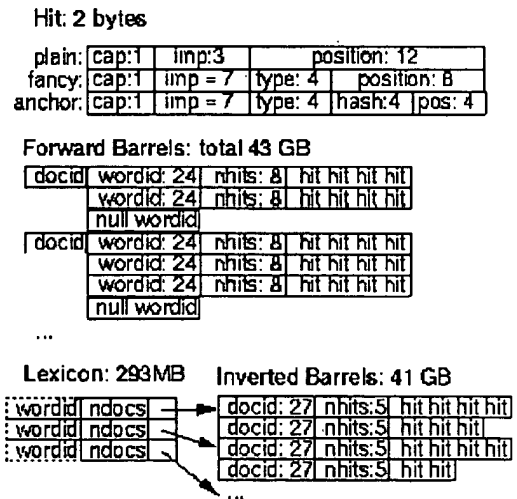 Hit: 2 bytes
plain: cap:1 imp:3 position: 12
fancy: cap:1 imp = 7 type: 4 position: 8
anchor: cap:1 imp = 7 type: 4 hash:4 pos: 4
Forward Barrels: total 43 GB
docid wordid: 24 nhits: 8 hit hit hit hit
wordid: 24 nhits: 8 hit hit hit hit
null wordid
docid wordid: 24 nhits: 8 hit hit hit hit
wordid: 24 nhits: 8 hit hit hit hit
wordid: 24 nhits: 8 hit hit hit hit
null wordid
...
Lexicon: 293MB Inverted Barrels: 41 GB
wordid ndocs docid: 27 nhits:5 hit hit hit hit
wordid ndocs docid: 27 nhits:5 hit hit hit
wordid ndocs docid: 27 nhits:5 hit hit hit hit
docid: 27 nhits:5 hit hit
...